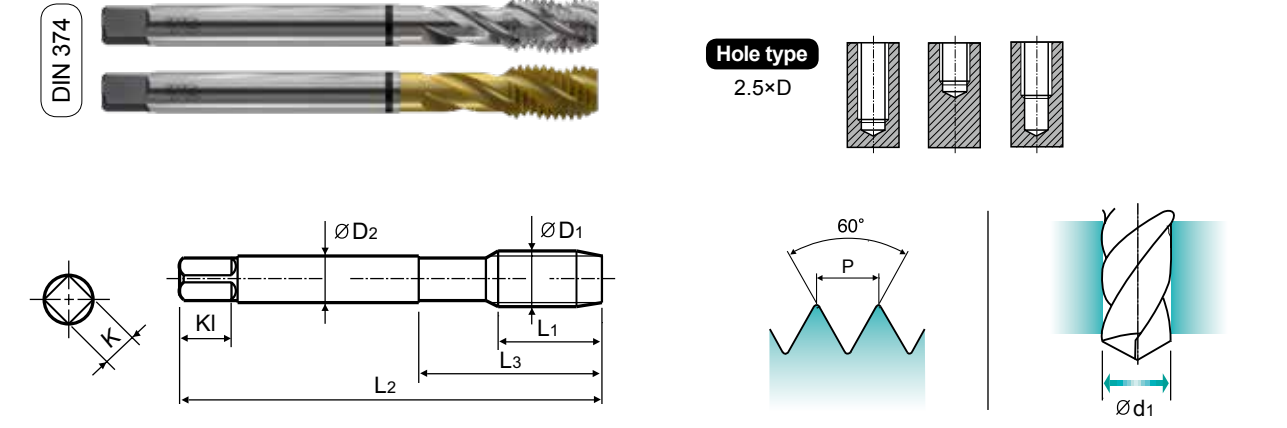 DIN 374
Hole type
2.5×D
ØD2
ØD1
Kl
K
L1
L3
L2
60°
P
Ød1